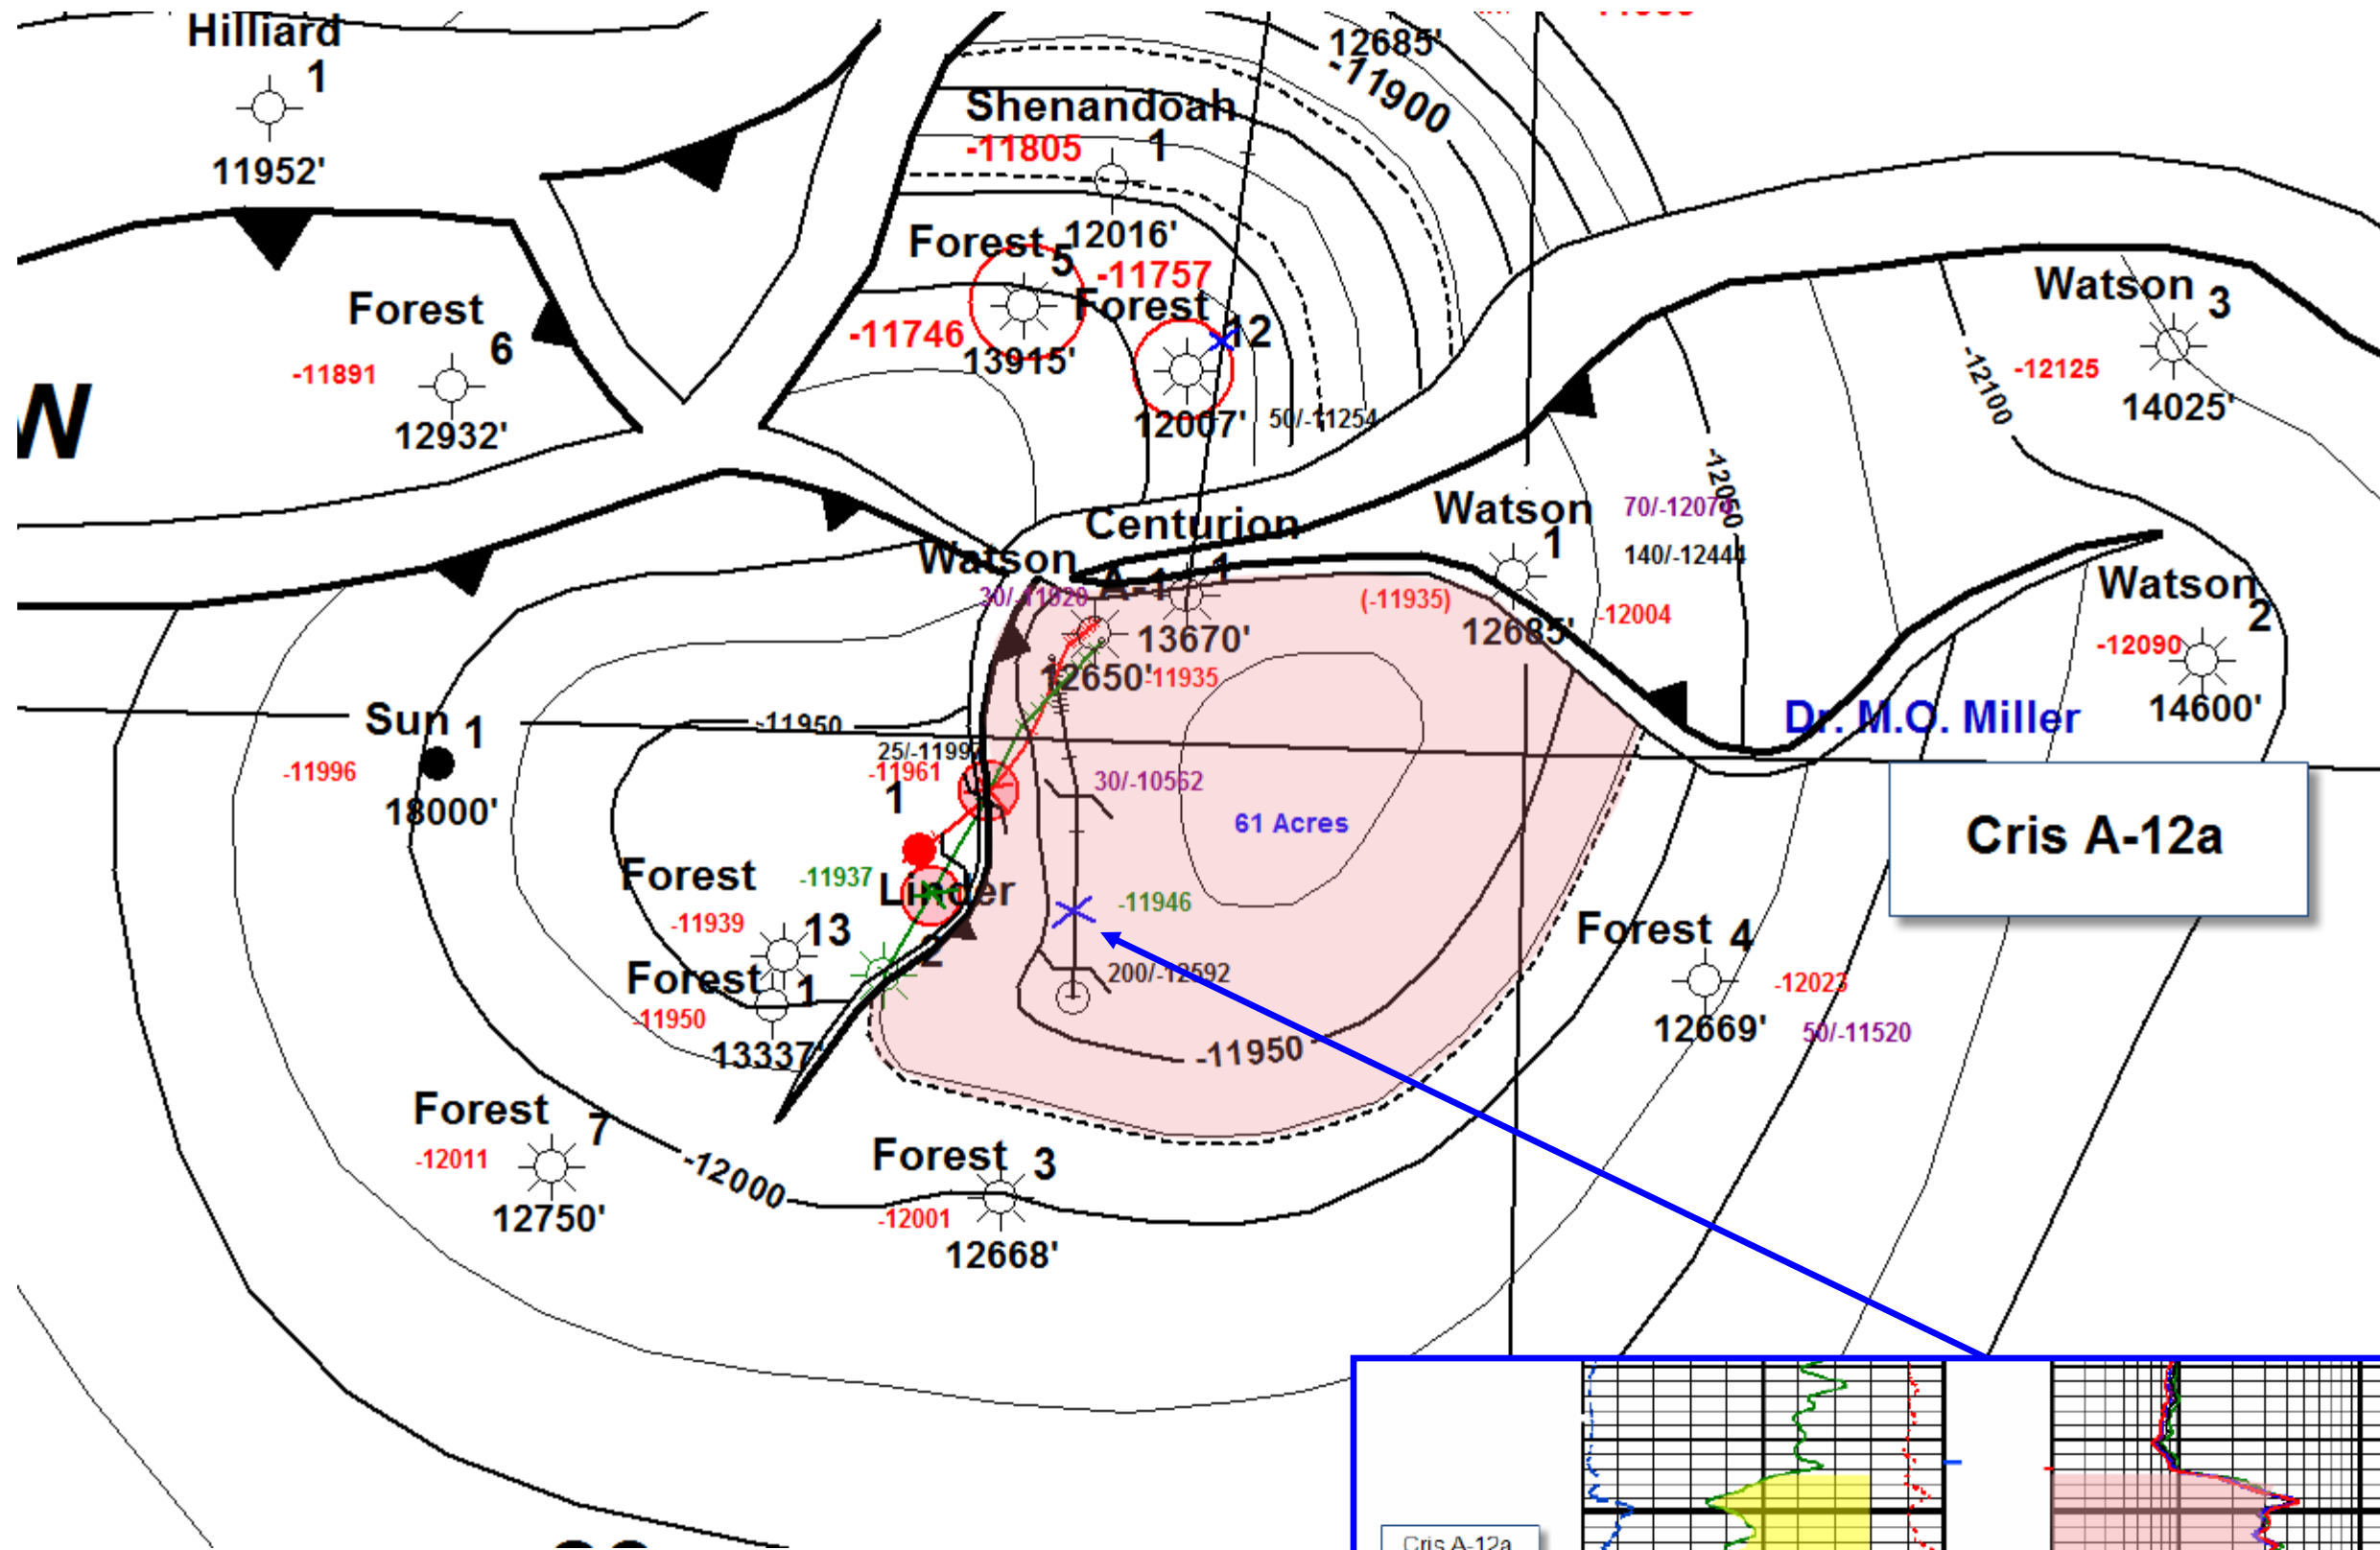 Hilliard
1
11952'
12685'
-11900
Shenandoah
1
-11805
12016'
Forest
5
-11757
Forest
12
-11746
13915'
12007'
50/-11254
Forest
6
-11891
12932'
W
Watson
3
-12100
-12125
14025'
Watson
1
-12050
140/-12444
12685'
-12004
Centurion
1
Watson
A-1
30/-11920
(-11935)
13670'
12650'
-11935
Watson
2
-12090
14600'
Dr. M.O. Miller
Sun 1
-11996
18000'
-11950
-11961
1
30/-10562
61 Acres
Cris A-12a
Forest
13
-11937
Linder
2
-11939
-11946
Forest
1
-11950
13337'
200/-12592
-11950
Forest 4
-12023
12669'
50/-11520
Forest
7
-12011
12750'
-12000
Forest 3
-12001
12668'
Cris A-12a